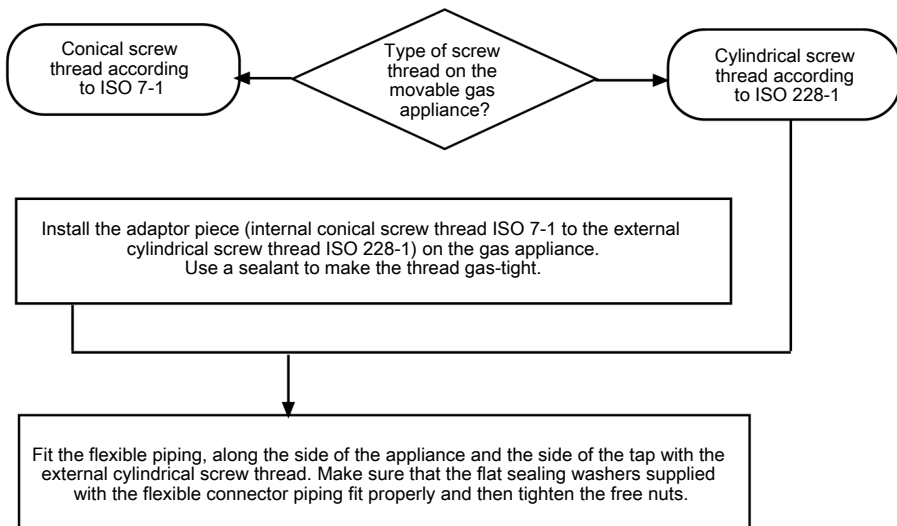 Conical screw
thread according
to ISO 7-1
Type of screw
thread on the
movable gas
appliance?
Cylindrical screw
thread according
to ISO 228-1
Install the adaptor piece (internal conical screw thread ISO 7-1 to the external
cylindrical screw thread ISO 228-1) on the gas appliance.
Use a sealant to make the thread gas-tight.
Fit the flexible piping, along the side of the appliance and the side of the tap with the
external cylindrical screw thread. Make sure that the flat sealing washers supplied
with the flexible connector piping fit properly and then tighten the free nuts.